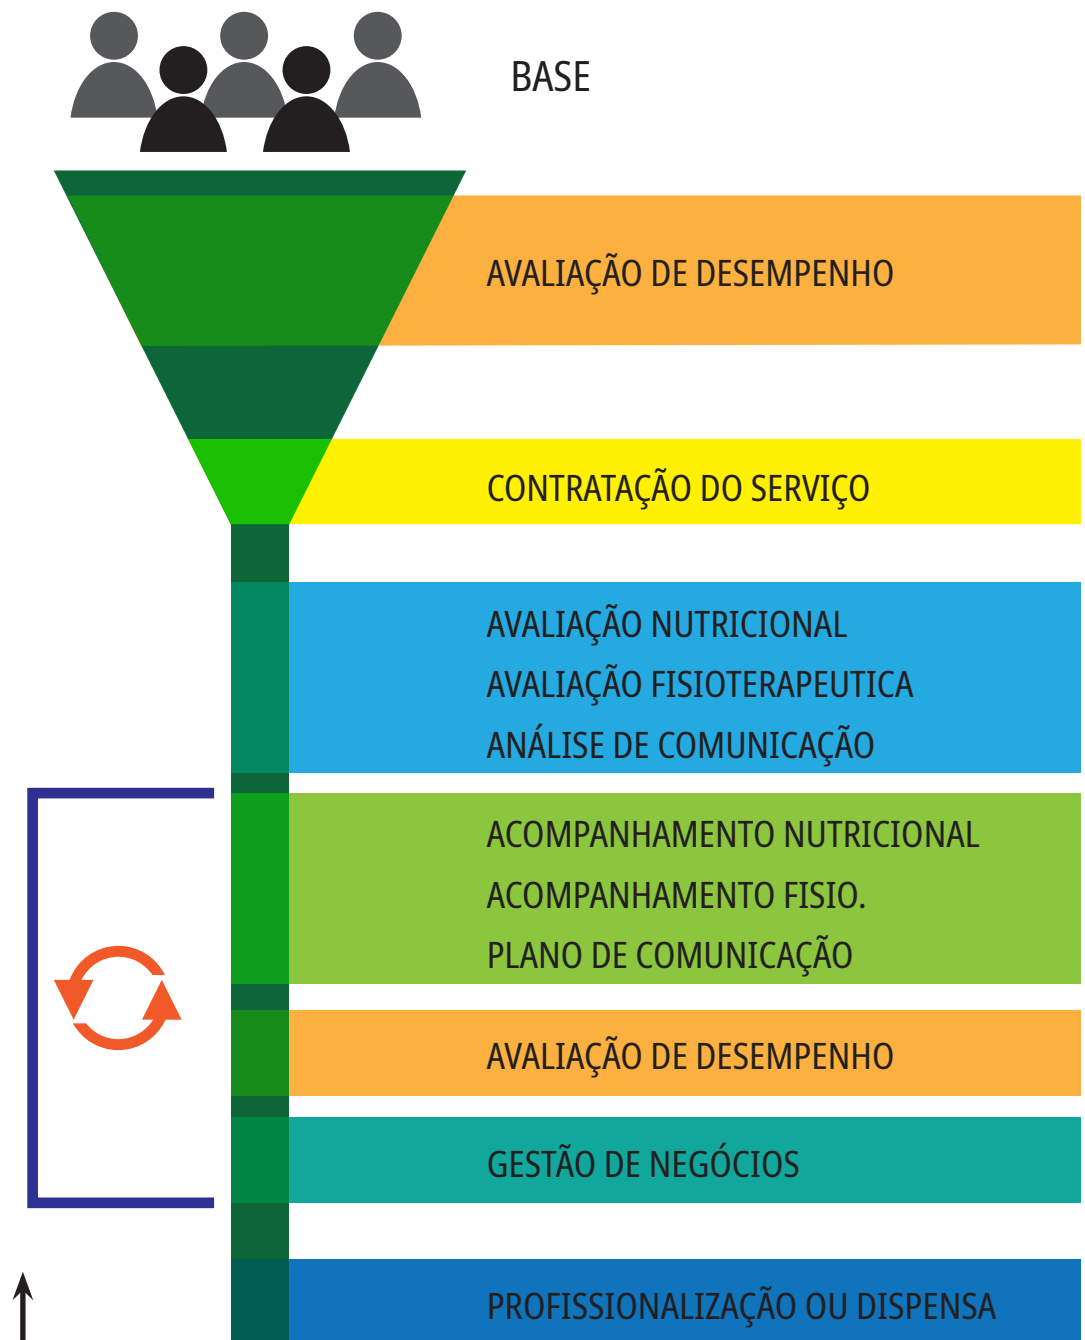 BASE
AVALIAÇÃO DE DESEMPENHO
CONTRATAÇÃO DO SERVIÇO
AVALIAÇÃO NUTRICIONAL
AVALIAÇÃO FISIOTERAPEUTICA
ANÁLISE DE COMUNICAÇÃO
ACOMPANHAMENTO NUTRICIONAL
ACOMPANHAMENTO FISIO.
PLANO DE COMUNICAÇÃO
AVALIAÇÃO DE DESEMPENHO
GESTÃO DE NEGÓCIOS
PROFISSIONALIZAÇÃO OU DISPENSA